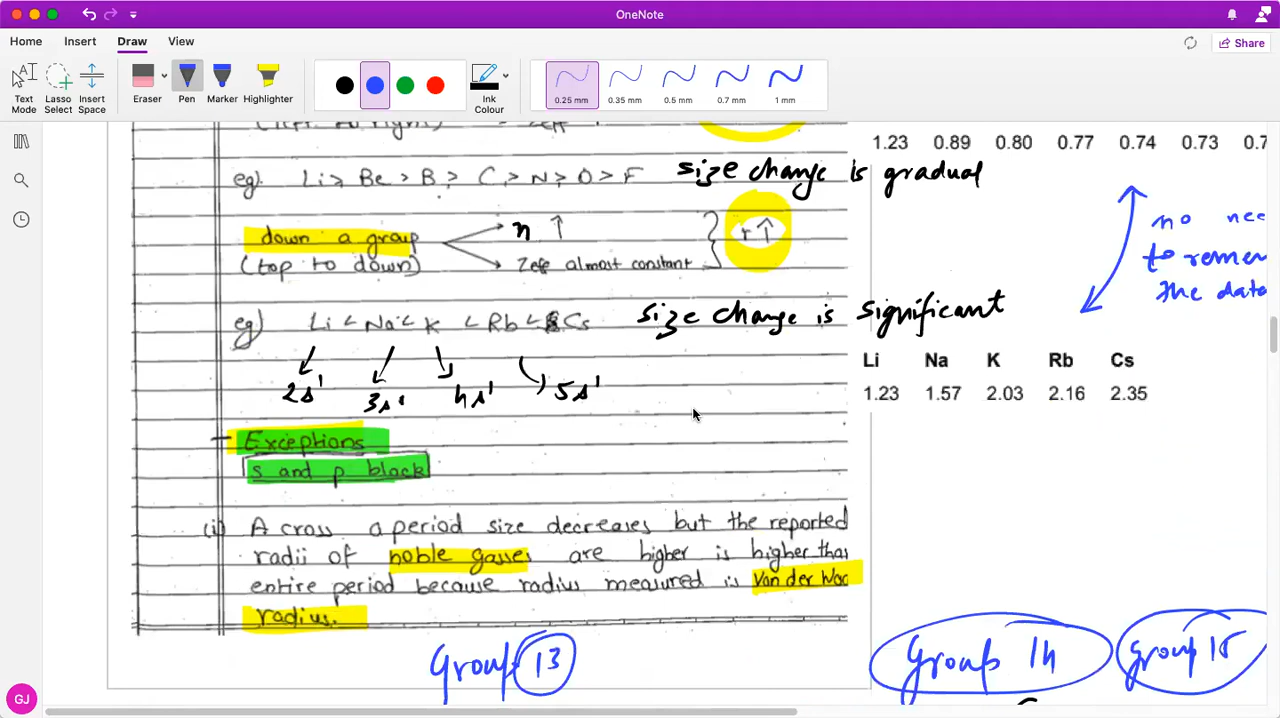 OneNote
Home Insert Draw View
Share
Text Mode
Lasso Select
Insert Space
Eraser
Pen
Marker
Highlighter
Ink Colour
0.25 mm 0.35 mm 0.5 mm 0.7 mm 1 mm
1.23 0.89 0.80 0.77 0.74 0.73 0.7
eg). Li > Be > B > C > N > O > F size change is gradual
down a group n ↑ r↑
(top to down) Zeff almost constant
no nee
to remem
the data
eg) Li < Na < K < Rb < Cs size change is significant
2s¹ 3s¹ 4s¹ 5s¹
Li Na K Rb Cs
1.23 1.57 2.03 2.16 2.35
Exceptions
s and p block
(i) Across a period size decreases but the reported
radii of noble gasses are higher is higher than
entire period because radius measured is Van der Waa
radius.
Group 13 Group 14 group 15
GJ